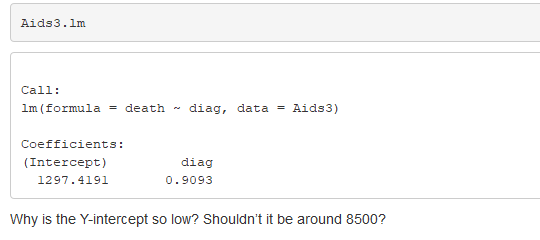 Aids3.lm
Call:
lm(formula = death ~ diag, data = Aids3)
Coefficients:
(Intercept)         diag
  1297.4191       0.9093
Why is the Y-intercept so low? Shouldn't it be around 8500?